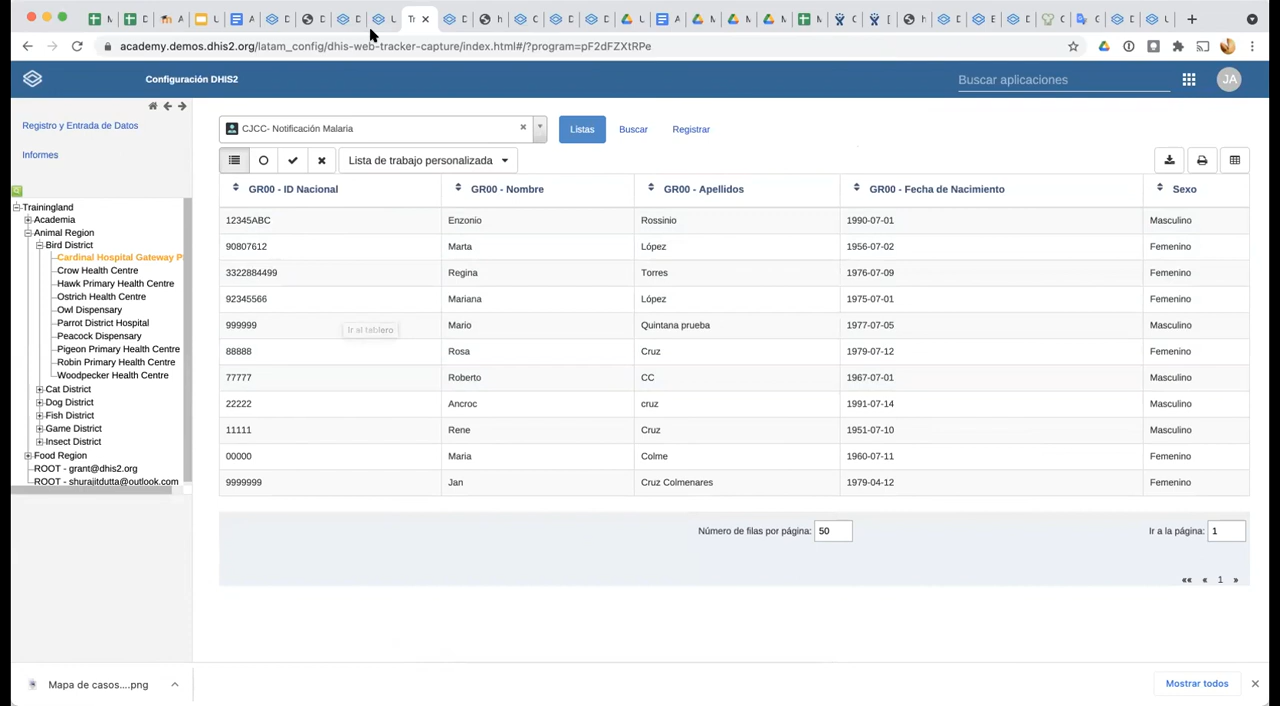 Tr
academy.demos.dhis2.org/latam_config/dhis-web-tracker-capture/index.html#/?program=pF2dFZXtRPe
Configuración DHIS2
Buscar aplicaciones
JA
Registro y Entrada de Datos
Informes
Trainingland
Academia
Animal Region
Bird District
Cardinal Hospital Gateway P
Crow Health Centre
Hawk Primary Health Centre
Ostrich Health Centre
Owl Dispensary
Parrot District Hospital
Peacock Dispensary
Pigeon Primary Health Centre
Robin Primary Health Centre
Woodpecker Health Centre
Cat District
Dog District
Fish District
Game District
Insect District
Food Region
ROOT - grant@dhis2.org
ROOT - shurajitdutta@outlook.com
CJCC- Notificación Malaria
Listas Buscar Registrar
Lista de trabajo personalizada
GR00 - ID Nacional GR00 - Nombre GR00 - Apellidos GR00 - Fecha de Nacimiento Sexo
12345ABC Enzonio Rossinio 1990-07-01 Masculino
90807612 Marta López 1956-07-02 Femenino
3322884499 Regina Torres 1976-07-09 Femenino
92345566 Mariana López 1975-07-01 Femenino
999999 Mario Quintana prueba 1977-07-05 Masculino
Ir al tablero
88888 Rosa Cruz 1979-07-12 Femenino
77777 Roberto CC 1967-07-01 Masculino
22222 Ancroc cruz 1991-07-14 Masculino
11111 Rene Cruz 1951-07-10 Masculino
00000 Maria Colme 1960-07-11 Femenino
9999999 Jan Cruz Colmenares 1979-04-12 Femenino
Número de filas por página: 50 Ir a la página: 1
«« « 1 »
Mapa de casos....png
Mostrar todos